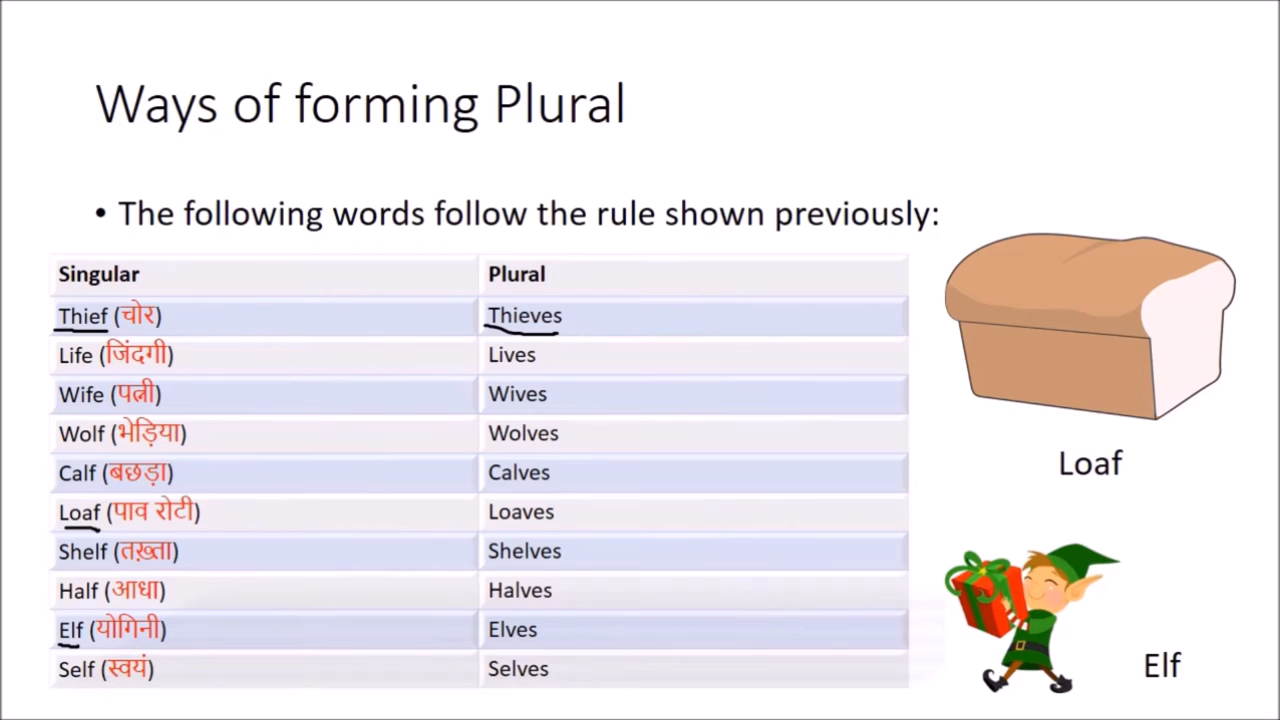 Ways of forming Plural
• The following words follow the rule shown previously:
Singular Plural
Thief (चोर) Thieves
Life (जिंदगी) Lives
Wife (पत्नी) Wives
Wolf (भेड़िया) Wolves
Calf (बछड़ा) Calves
Loaf (पाव रोटी) Loaves
Shelf (तख़्ता) Shelves
Half (आधा) Halves
Elf (योगिनी) Elves
Self (स्वयं) Selves
Loaf
Elf